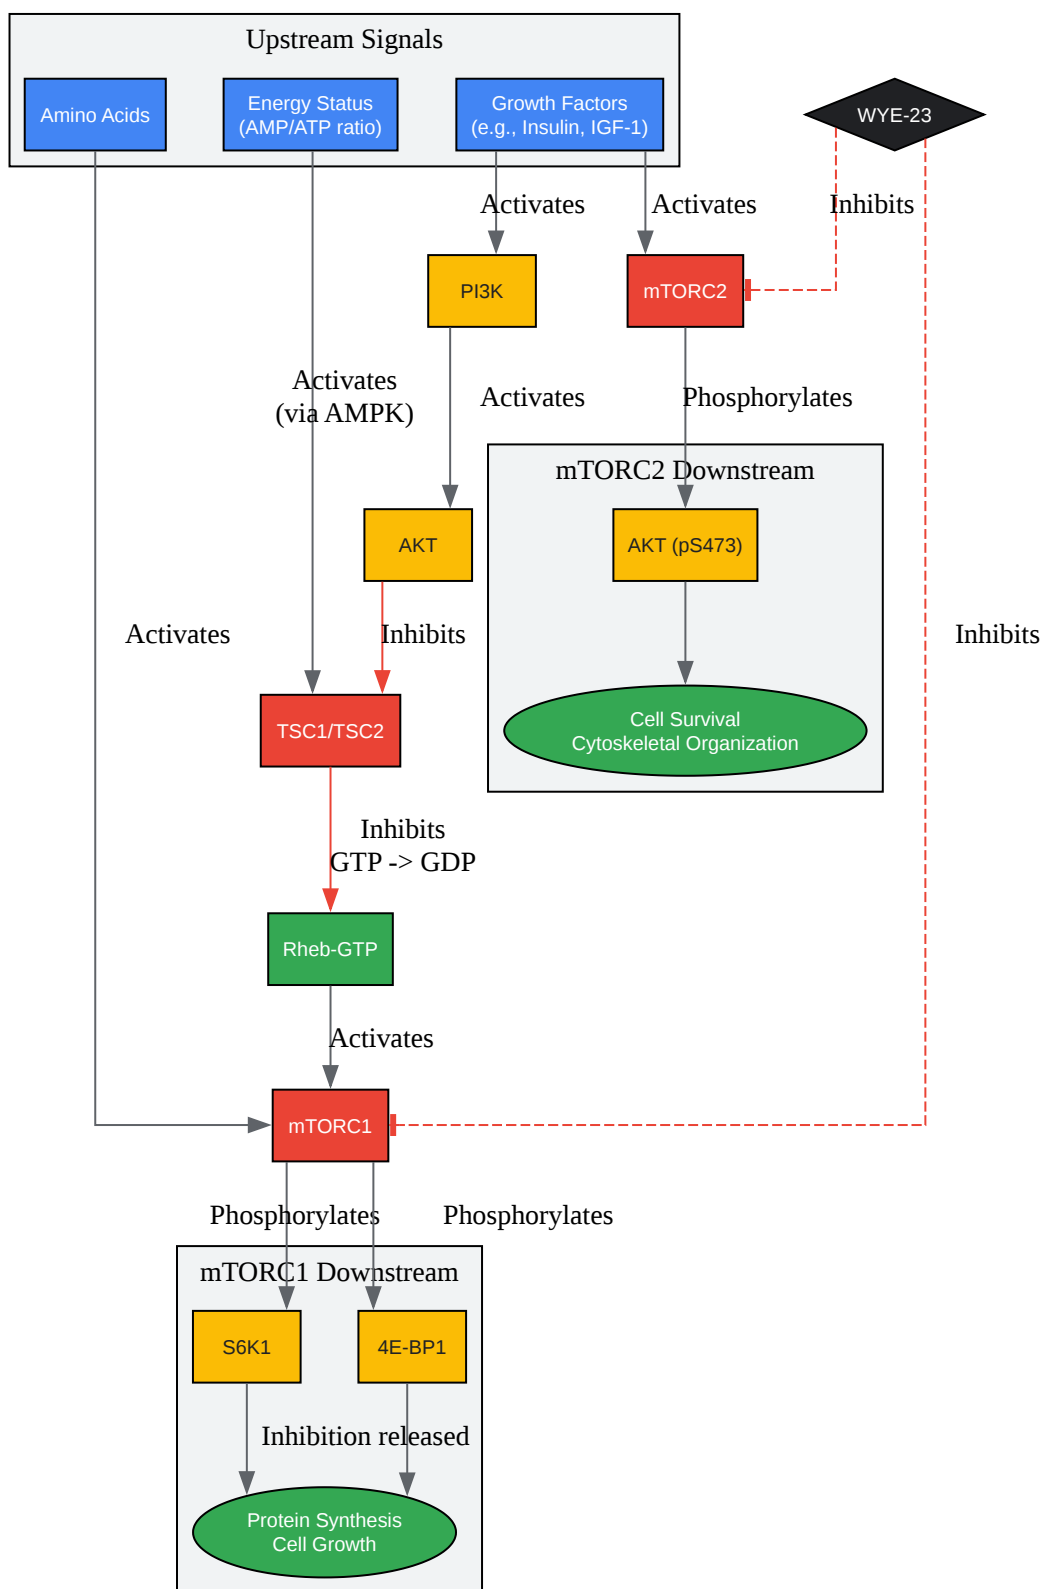 Upstream Signals
Amino Acids
Energy Status
(AMP/ATP ratio)
Growth Factors
(e.g., Insulin, IGF-1)
WYE-23
Activates
Activates
Inhibits
PI3K
mTORC2
Activates
(via AMPK)
Activates
Phosphorylates
mTORC2 Downstream
AKT
AKT (pS473)
Activates
Inhibits
Inhibits
TSC1/TSC2
Cell Survival
Cytoskeletal Organization
Inhibits
GTP -> GDP
Rheb-GTP
Activates
mTORC1
Phosphorylates
Phosphorylates
mTORC1 Downstream
S6K1
4E-BP1
Inhibition released
Protein Synthesis
Cell Growth